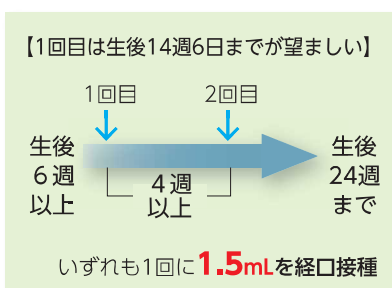 【1回目は生後14週6日までが望ましい】
1回目
2回目
生後
6週
以上
4週
以上
生後
24週
まで
いずれも1回に1.5mLを経口接種